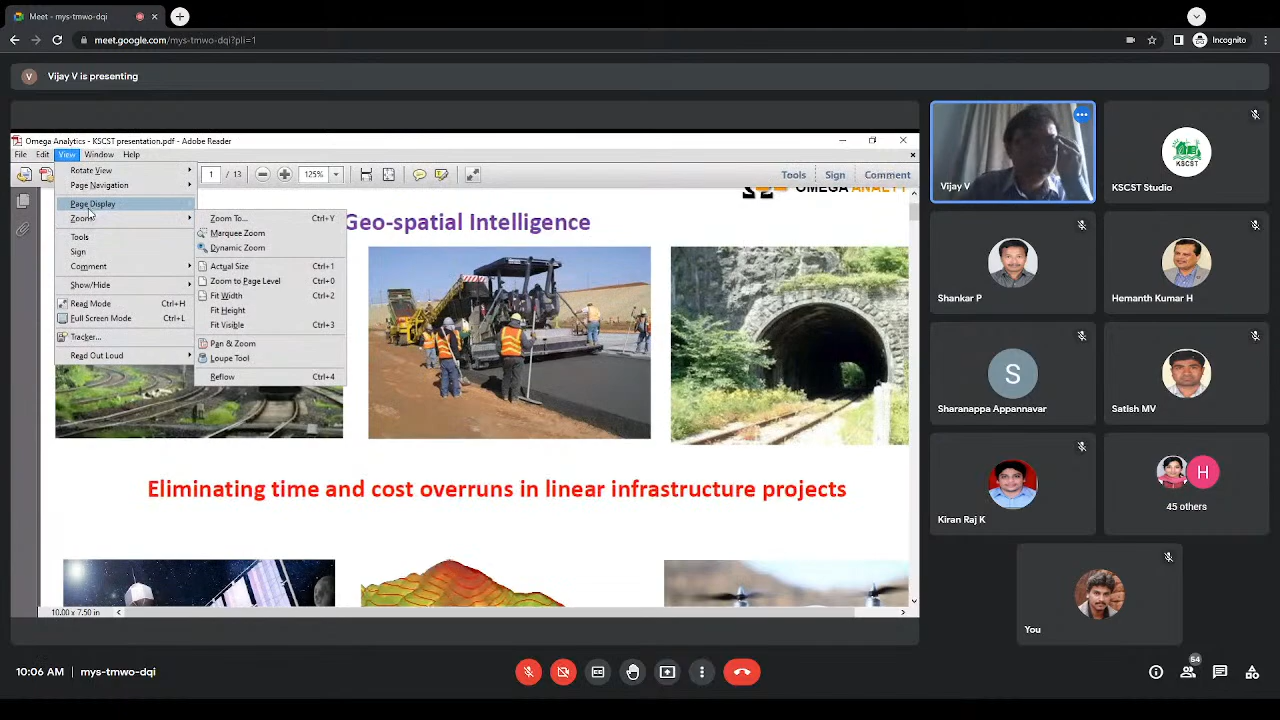 Meet - mys-tmwo-dqi
meet.google.com/mys-tmwo-dqi?pli=1
Incognito
V
Vijay V is presenting
Omega Analytics - KSCST presentation.pdf - Adobe Reader
File Edit View Window Help
1 / 13
125%
Tools
Sign
Comment
Rotate View
Page Navigation
Page Display
Zoom
Tools
Sign
Comment
Show/Hide
Read Mode Ctrl+H
Full Screen Mode Ctrl+L
Tracker...
Read Out Loud
Zoom To... Ctrl+Y
Marquee Zoom
Dynamic Zoom
Actual Size Ctrl+1
Zoom to Page Level Ctrl+0
Fit Width Ctrl+2
Fit Height
Fit Visible Ctrl+3
Pan & Zoom
Loupe Tool
Reflow Ctrl+4
Geo-spatial Intelligence
Eliminating time and cost overruns in linear infrastructure projects
10.00 x 7.50 in
Vijay V
KSCST
KSCST Studio
Shankar P
Hemanth Kumar H
S
Sharanappa Appannavar
Satish MV
Kiran Raj K
H
45 others
You
10:06 AM mys-tmwo-dqi
54